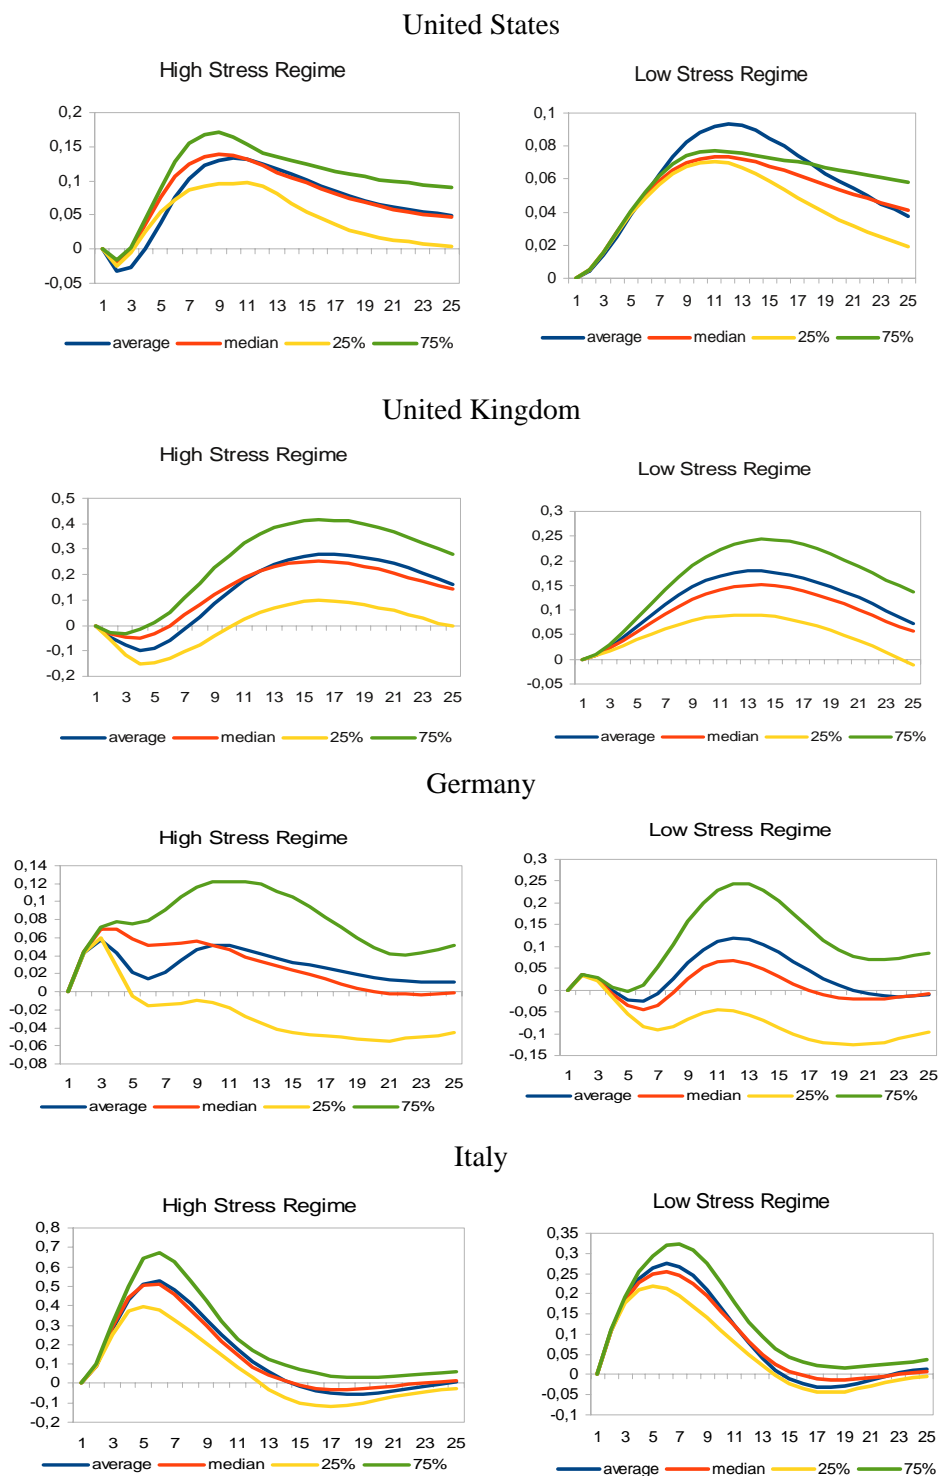 United States
High Stress Regime
Low Stress Regime
0,2
0,15
0,1
0,05
0
-0,05
1 3 5 7 9 11 13 15 17 19 21 23 25
average median 25% 75%
0,1
0,08
0,06
0,04
0,02
0
1 3 5 7 9 11 13 15 17 19 21 23 25
average median 25% 75%
United Kingdom
High Stress Regime
Low Stress Regime
0,5
0,4
0,3
0,2
0,1
0
-0,1
-0,2
1 3 5 7 9 11 13 15 17 19 21 23 25
average median 25% 75%
0,3
0,25
0,2
0,15
0,1
0,05
0
-0,05
1 3 5 7 9 11 13 15 17 19 21 23 25
average median 25% 75%
Germany
High Stress Regime
Low Stress Regime
0,14
0,12
0,1
0,08
0,06
0,04
0,02
0
-0,02
-0,04
-0,06
-0,08
1 3 5 7 9 11 13 15 17 19 21 23 25
average median 25% 75%
0,3
0,25
0,2
0,15
0,1
0,05
0
-0,05
-0,1
-0,15
1 3 5 7 9 11 13 15 17 19 21 23 25
average median 25% 75%
Italy
High Stress Regime
Low Stress Regime
0,8
0,7
0,6
0,5
0,4
0,3
0,2
0,1
0
-0,1
-0,2
1 3 5 7 9 11 13 15 17 19 21 23 25
average median 25% 75%
0,35
0,3
0,25
0,2
0,15
0,1
0,05
0
-0,05
-0,1
1 3 5 7 9 11 13 15 17 19 21 23 25
average median 25% 75%